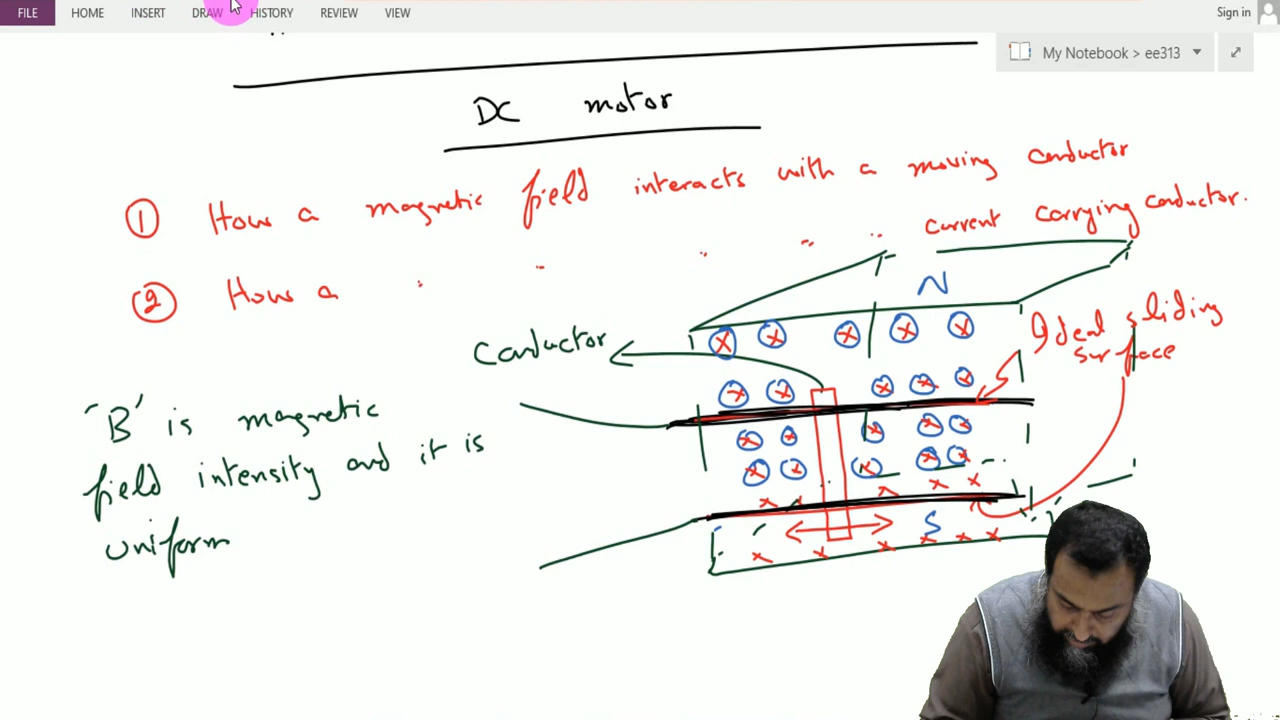 FILE HOME INSERT DRAW HISTORY REVIEW VIEW Sign in
My Notebook > ee313
DC motor
① How a magnetic field interacts with a moving conductor
② How a " " " " " current carrying conductor.
N
Conductor
Ideal sliding
surface
'B' is magnetic
field intensity and it is
uniform
S